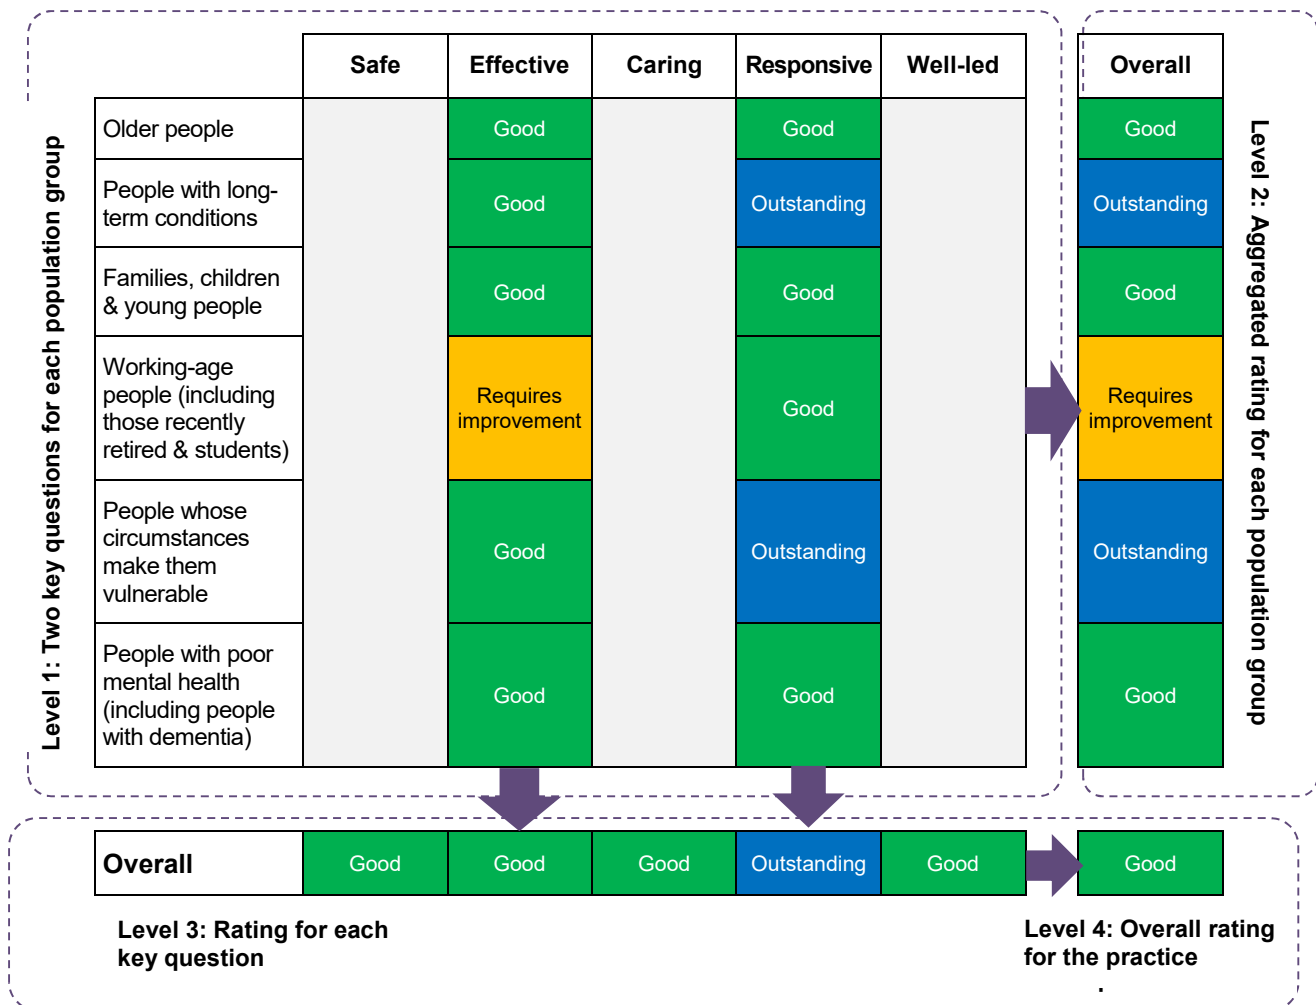 Safe
Effective
Caring
Responsive
Well-led
Overall
Level 1: Two key questions for each population group
Older people
Good
Good
Good
People with long-
term conditions
Good
Outstanding
Outstanding
Families, children
& young people
Good
Good
Good
Working-age
people (including
those recently
retired & students)
Requires
improvement
Good
Requires
improvement
People whose
circumstances
make them
vulnerable
Good
Outstanding
Outstanding
People with poor
mental health
(including people
with dementia)
Good
Good
Good
Level 2: Aggregated rating for each population group
Overall
Good
Good
Good
Outstanding
Good
Good
Level 3: Rating for each
key question
Level 4: Overall rating
for the practice
.